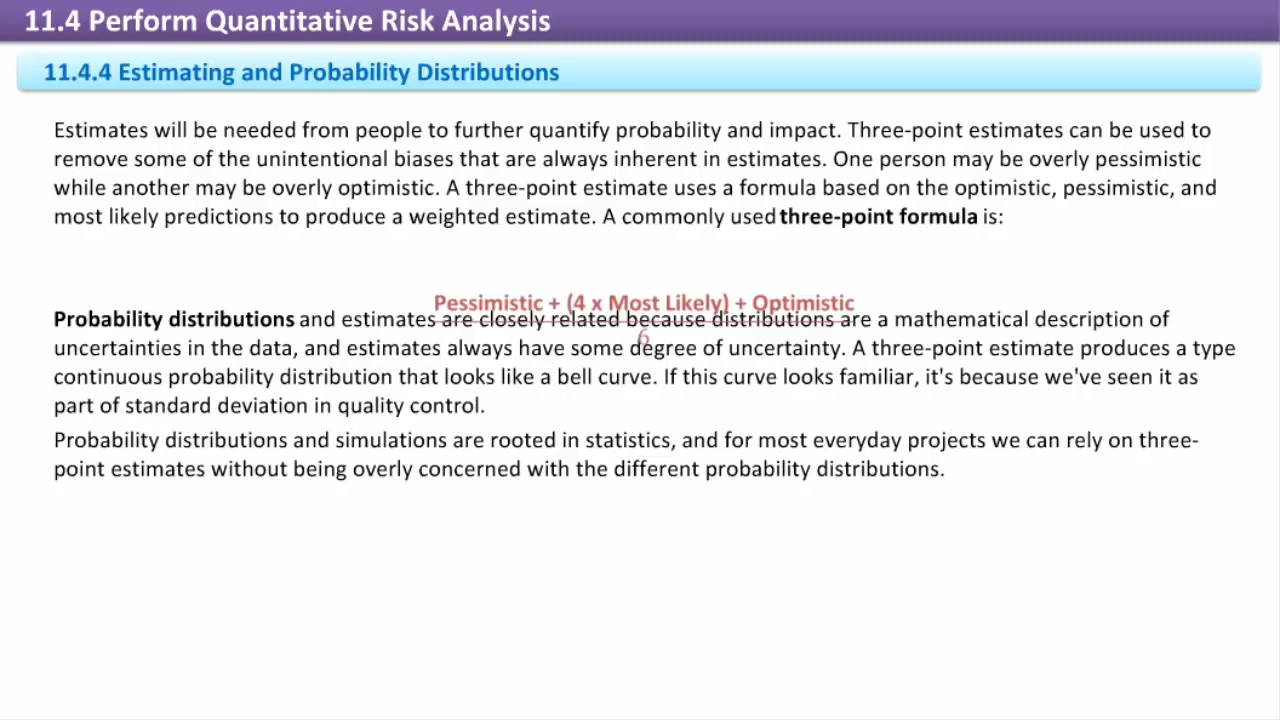 11.4 Perform Quantitative Risk Analysis
11.4.4 Estimating and Probability Distributions
Estimates will be needed from people to further quantify probability and impact. Three-point estimates can be used to
remove some of the unintentional biases that are always inherent in estimates. One person may be overly pessimistic
while another may be overly optimistic. A three-point estimate uses a formula based on the optimistic, pessimistic, and
most likely predictions to produce a weighted estimate. A commonly used three-point formula is:
Pessimistic + (4 x Most Likely) + Optimistic
6
Probability distributions and estimates are closely related because distributions are a mathematical description of
uncertainties in the data, and estimates always have some degree of uncertainty. A three-point estimate produces a type
continuous probability distribution that looks like a bell curve. If this curve looks familiar, it's because we've seen it as
part of standard deviation in quality control.
Probability distributions and simulations are rooted in statistics, and for most everyday projects we can rely on three-
point estimates without being overly concerned with the different probability distributions.